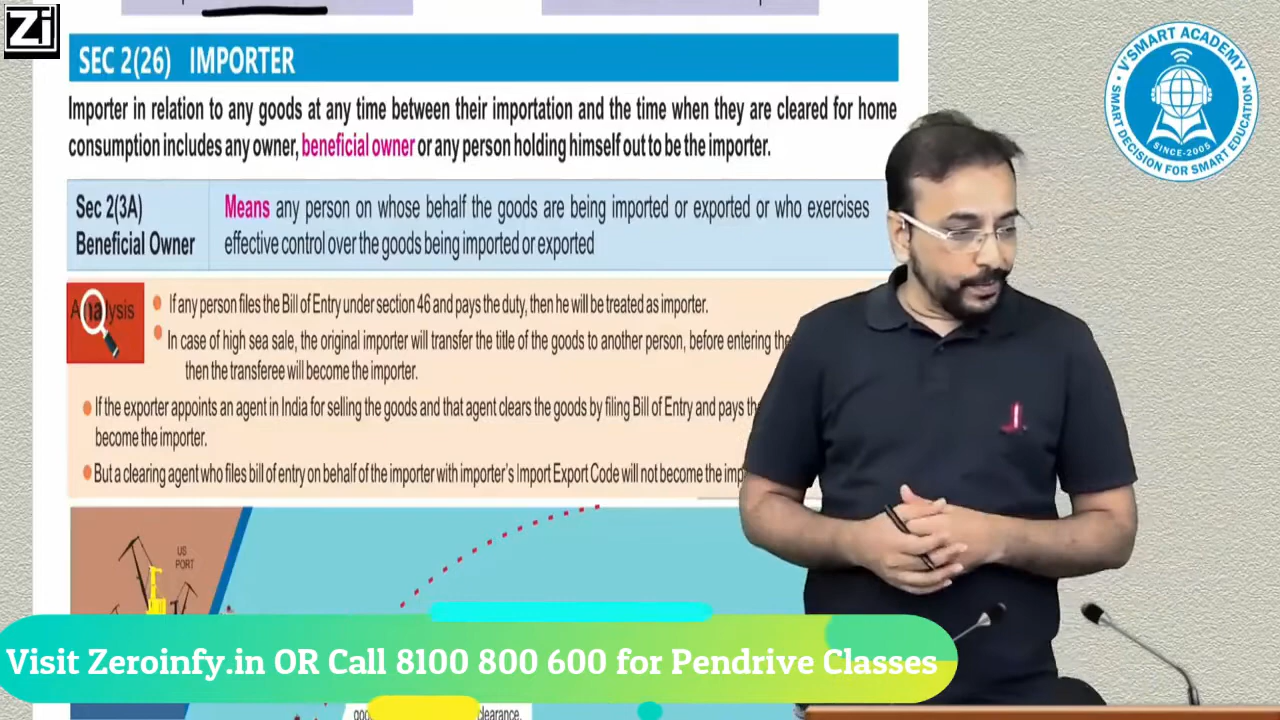 Zi
SEC 2(26) IMPORTER
Importer in relation to any goods at any time between their importation and the time when they are cleared for home
consumption includes any owner, beneficial owner or any person holding himself out to be the importer.
Sec 2(3A)
Beneficial Owner
Means any person on whose behalf the goods are being imported or exported or who exercises
effective control over the goods being imported or exported
Analysis
If any person files the Bill of Entry under section 46 and pays the duty, then he will be treated as importer.
In case of high sea sale, the original importer will transfer the title of the goods to another person, before entering the
then the transferee will become the importer.
If the exporter appoints an agent in India for selling the goods and that agent clears the goods by filing Bill of Entry and pays
become the importer.
But a clearing agent who files bill of entry on behalf of the importer with importer's Import Export Code will not become the
US
PORT
clearance.
Visit Zeroinfy.in OR Call 8100 800 600 for Pendrive Classes
V'SMART ACADEMY
SINCE-2005
SMART DECISION FOR SMART EDUCATION